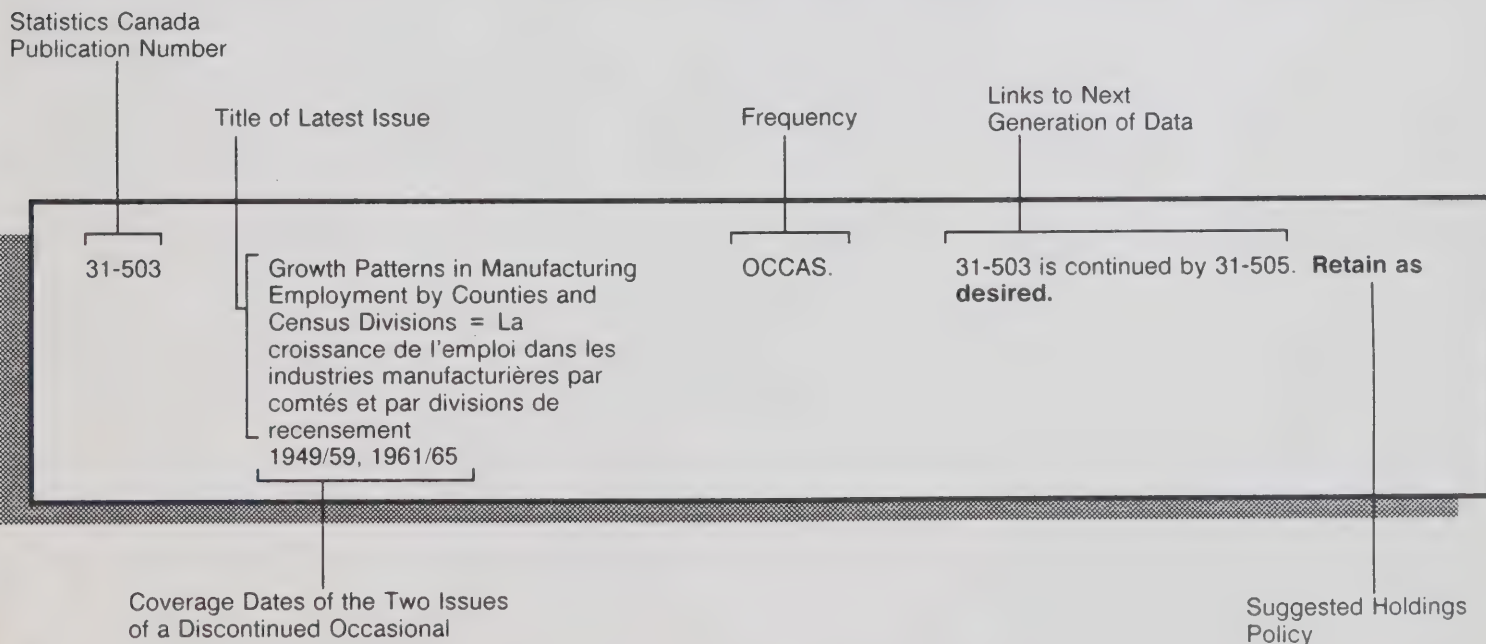 Statistics Canada
Publication Number
Title of Latest Issue
Frequency
Links to Next
Generation of Data
31-503
Growth Patterns in Manufacturing
Employment by Counties and
Census Divisions = La
croissance de l'emploi dans les
industries manufacturières par
comtés et par divisions de
recensement
1949/59, 1961/65
OCCAS.
31-503 is continued by 31-505. Retain as
desired.
Coverage Dates of the Two Issues
of a Discontinued Occasional
Suggested Holdings
Policy